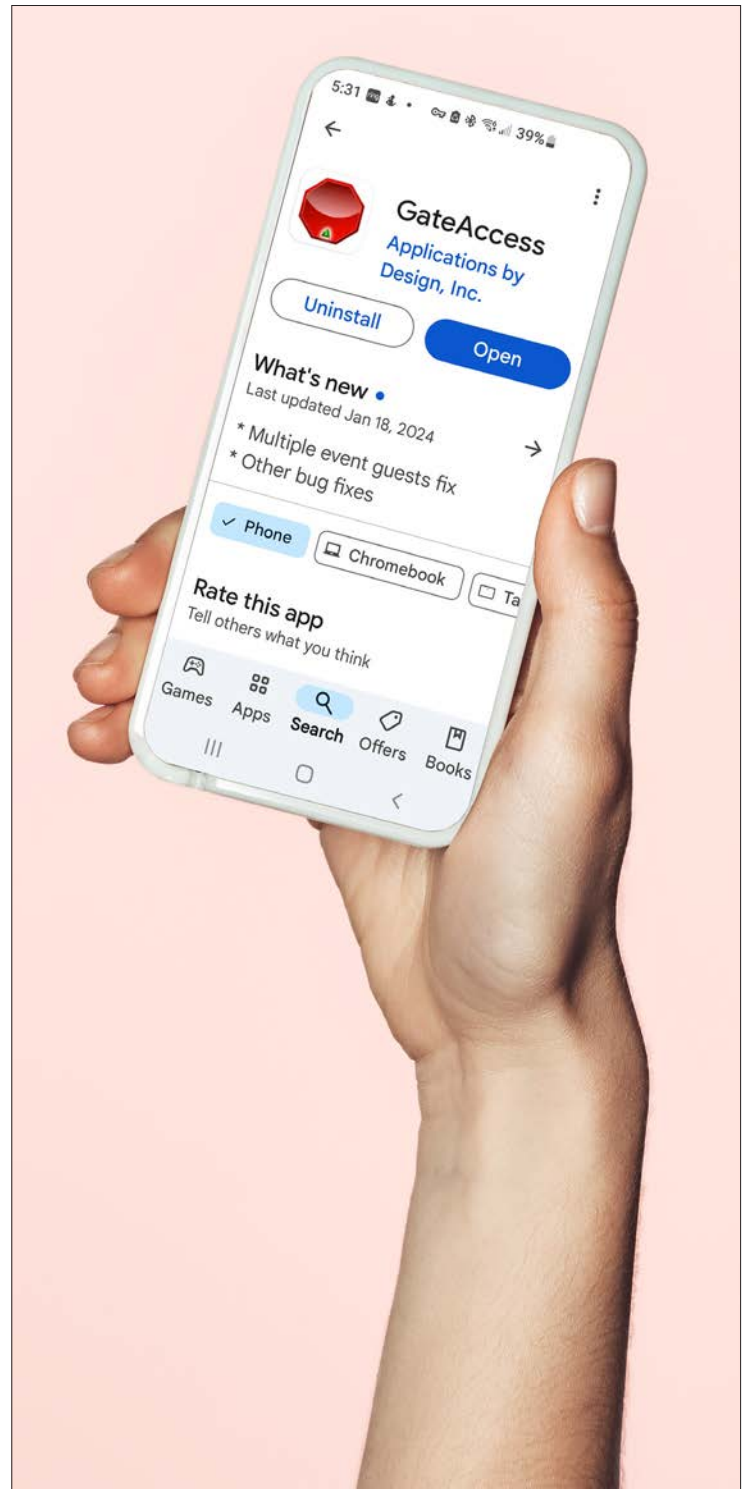 5:31 39%
GateAccess
Applications by
Design, Inc.
Uninstall Open
What's new
Last updated Jan 18, 2024
* Multiple event guests fix
* Other bug fixes
Phone Chromebook Ta
Rate this app
Tell others what you think
Games Apps Search Offers Books